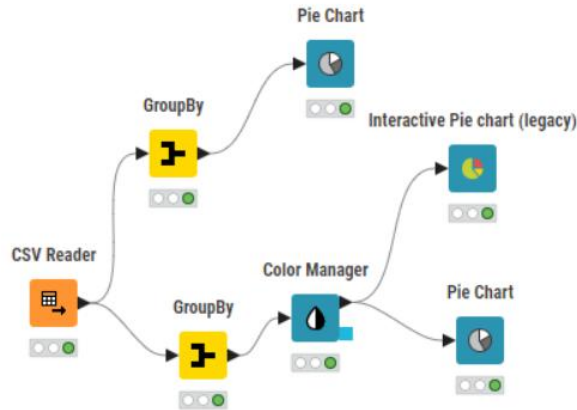 Pie Chart
GroupBy
Interactive Pie chart (legacy)
CSV Reader
Color Manager
Pie Chart
GroupBy